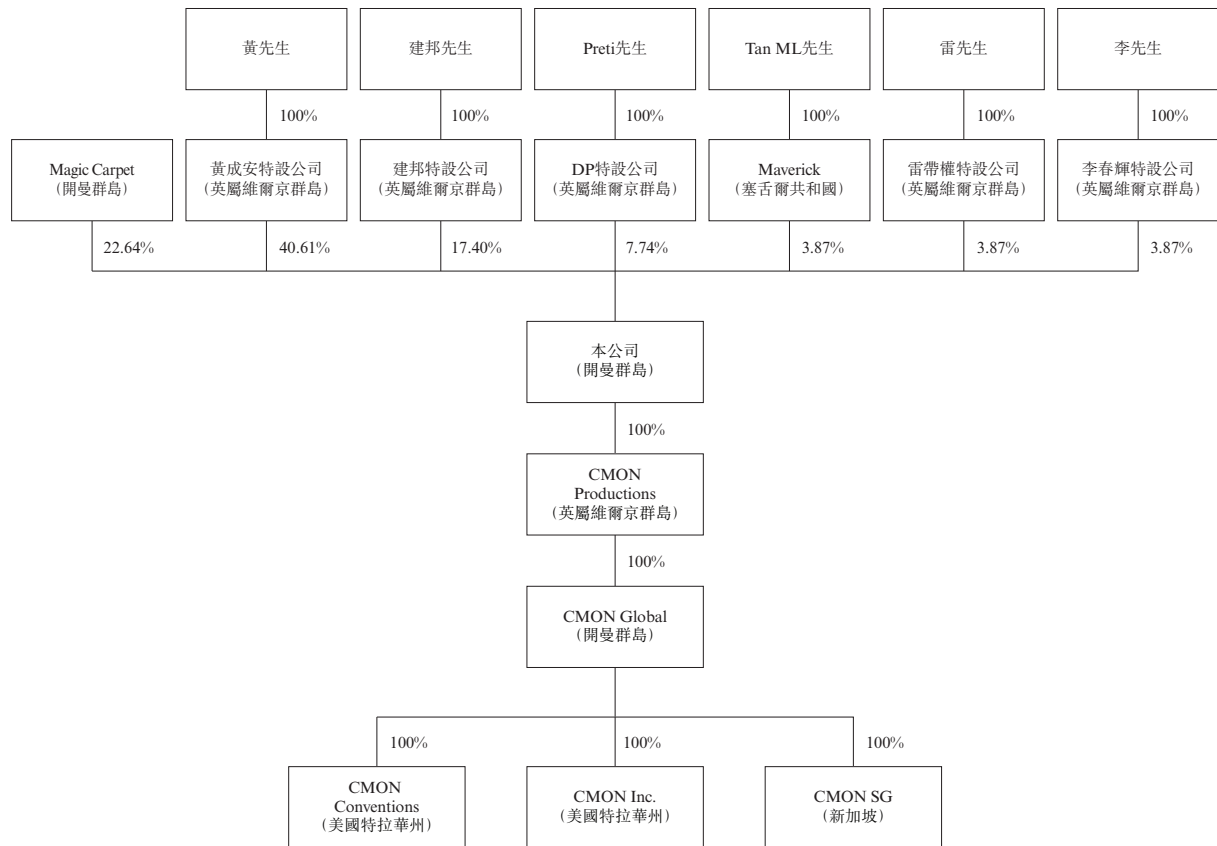 黃先生
建邦先生
Preti先生
Tan ML先生
雷先生
李先生
100%
100%
100%
100%
100%
100%
Magic Carpet
(開曼群島)
黃成安特設公司
(英屬維爾京群島)
建邦特設公司
(英屬維爾京群島)
DP特設公司
(英屬維爾京群島)
Maverick
(塞舌爾共和國)
雷帶權特設公司
(英屬維爾京群島)
李春輝特設公司
(英屬維爾京群島)
22.64%
40.61%
17.40%
7.74%
3.87%
3.87%
3.87%
本公司
(開曼群島)
100%
CMON
Productions
(英屬維爾京群島)
100%
CMON Global
(開曼群島)
100%
100%
100%
CMON
Conventions
(美國特拉華州)
CMON Inc.
(美國特拉華州)
CMON SG
(新加坡)